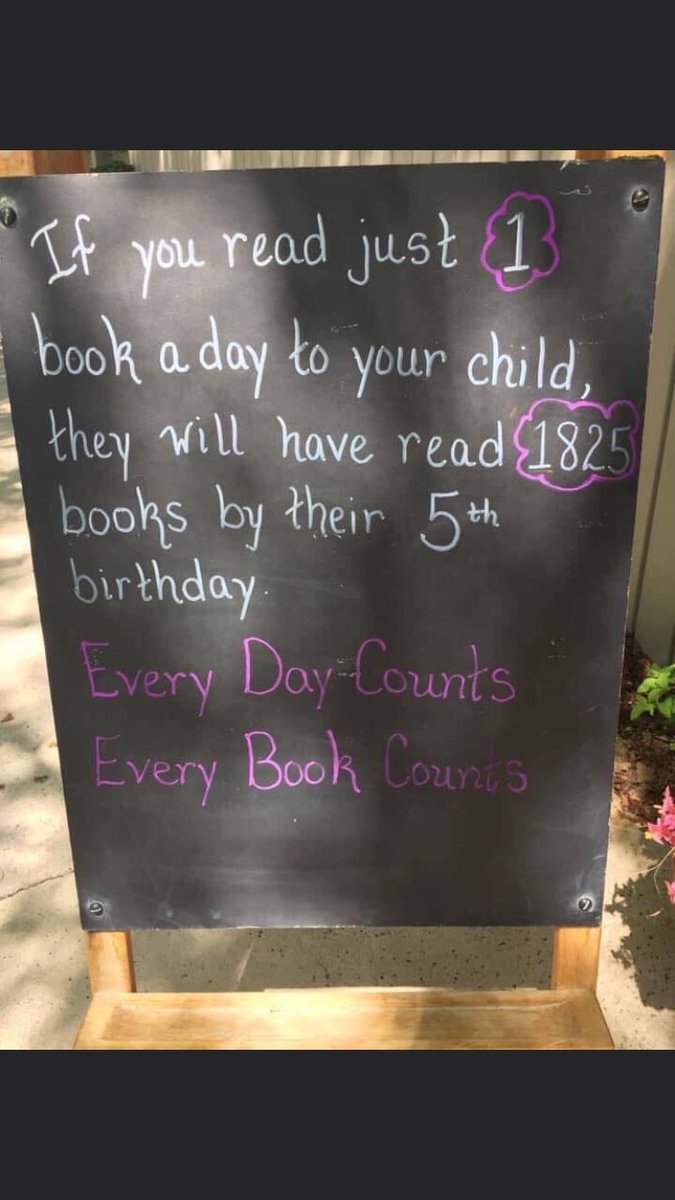 If you read just 1
book a day to your child,
they will have read 1825
books by their 5th
birthday.
Every Day Counts
Every Book Counts